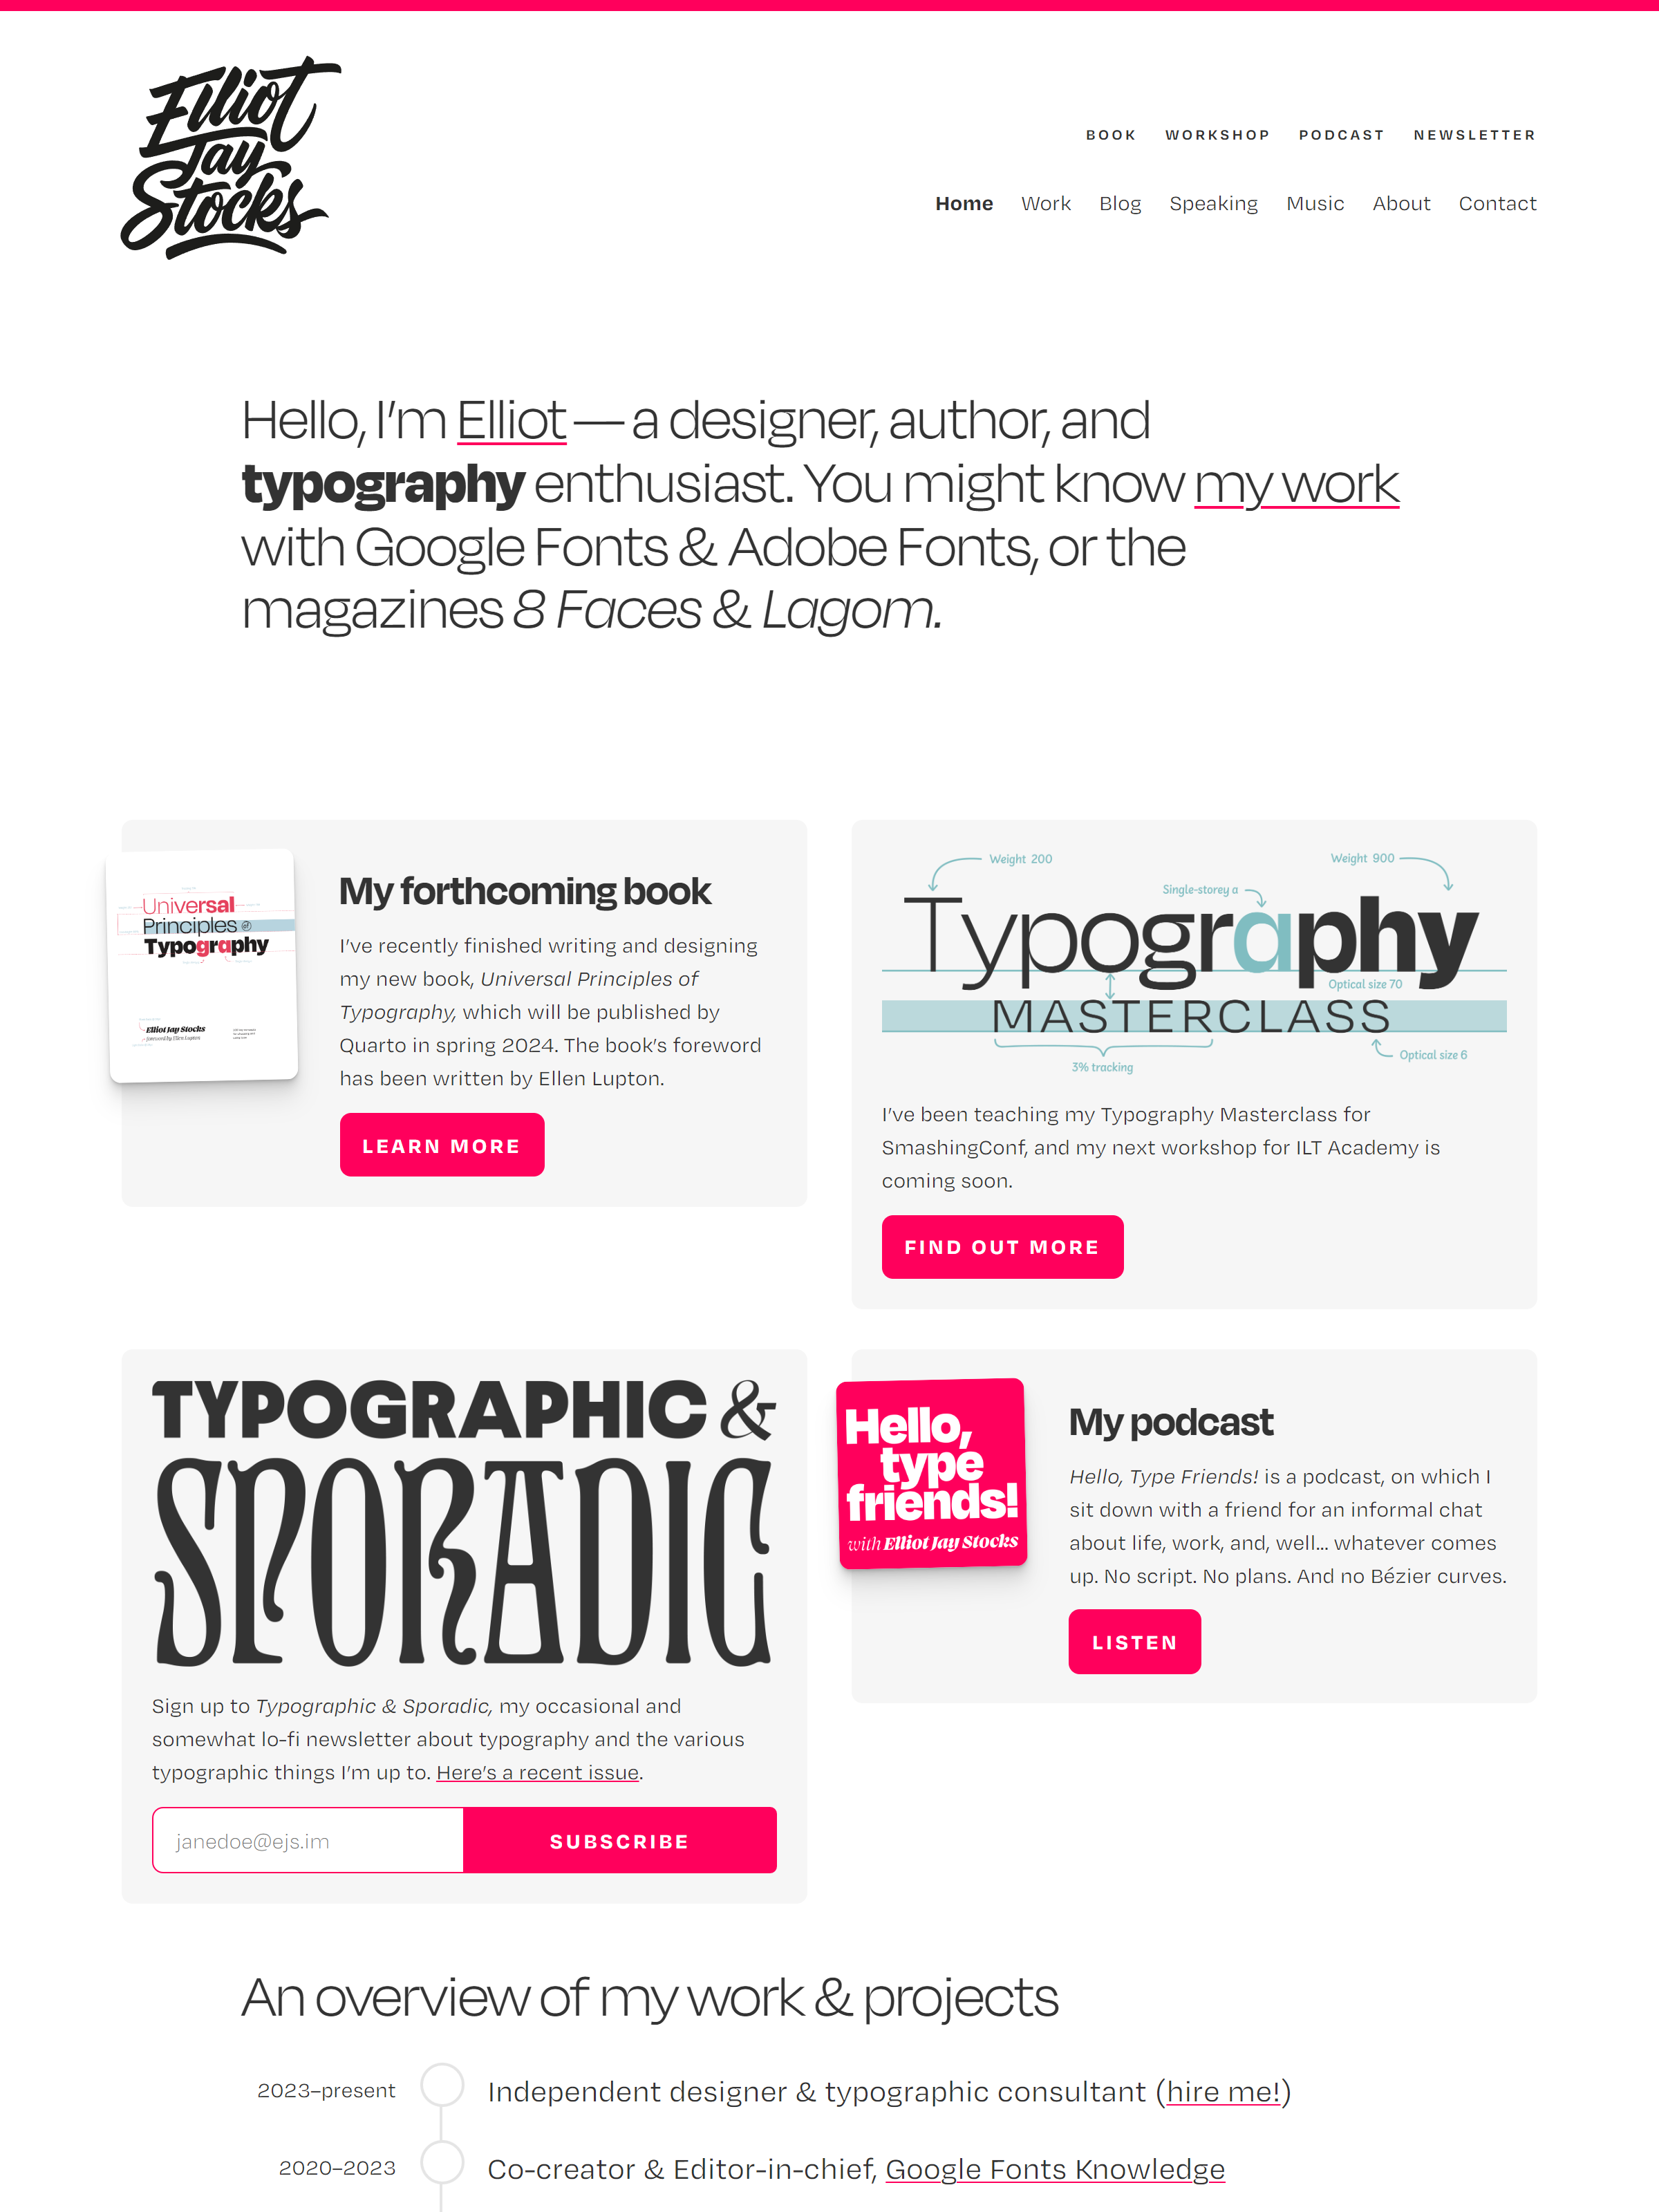 Elliot
Jay
Stocks
BOOK WORKSHOP PODCAST NEWSLETTER
Home Work Blog Speaking Music About Contact
Hello, I’m Elliot — a designer, author, and
typography enthusiast. You might know my work
with Google Fonts & Adobe Fonts, or the
magazines 8 Faces & Lagom.
Universal
Principles of
Typography
Elliot Jay Stocks
foreword by Ellen Lupton
My forthcoming book
I’ve recently finished writing and designing
my new book, Universal Principles of
Typography, which will be published by
Quarto in spring 2024. The book’s foreword
has been written by Ellen Lupton.
LEARN MORE
Weight 200
Weight 900
Single-storey a
Typography
Optical size 70
MASTERCLASS
3% tracking
Optical size 6
I’ve been teaching my Typography Masterclass for
SmashingConf, and my next workshop for ILT Academy is
coming soon.
FIND OUT MORE
TYPOGRAPHIC &
SPORADIC
Sign up to Typographic & Sporadic, my occasional and
somewhat lo-fi newsletter about typography and the various
typographic things I’m up to. Here’s a recent issue.
janedoe@ejs.im
SUBSCRIBE
Hello,
type
friends!
with Elliot Jay Stocks
My podcast
Hello, Type Friends! is a podcast, on which I
sit down with a friend for an informal chat
about life, work, and, well… whatever comes
up. No script. No plans. And no Bézier curves.
LISTEN
An overview of my work & projects
2023–present
Independent designer & typographic consultant (hire me!)
2020–2023
Co-creator & Editor-in-chief, Google Fonts Knowledge